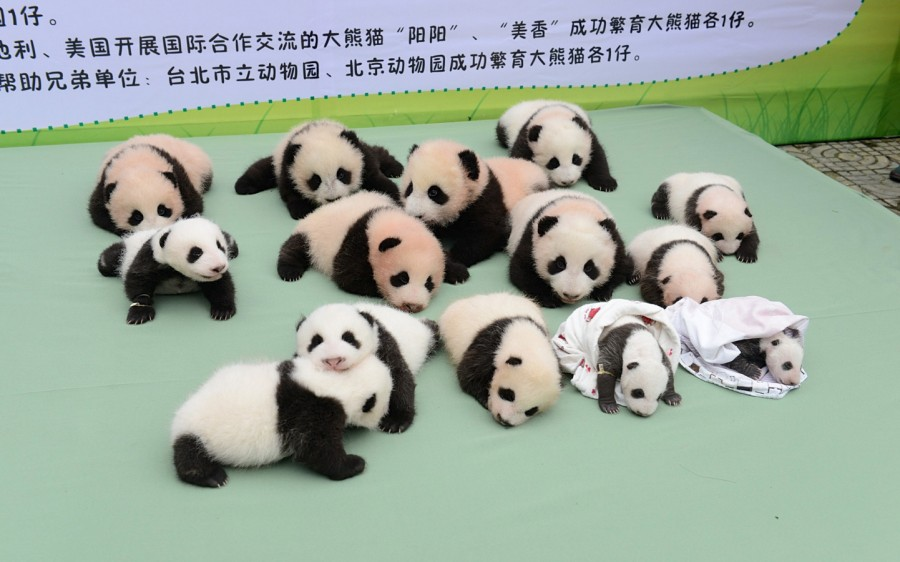 1仔。
地利、美国开展国际合作交流的大熊猫“阳阳”、“美香”成功繁育大熊猫各1仔。
帮助兄弟单位：台北市立动物园、北京动物园成功繁育大熊猫各1仔。